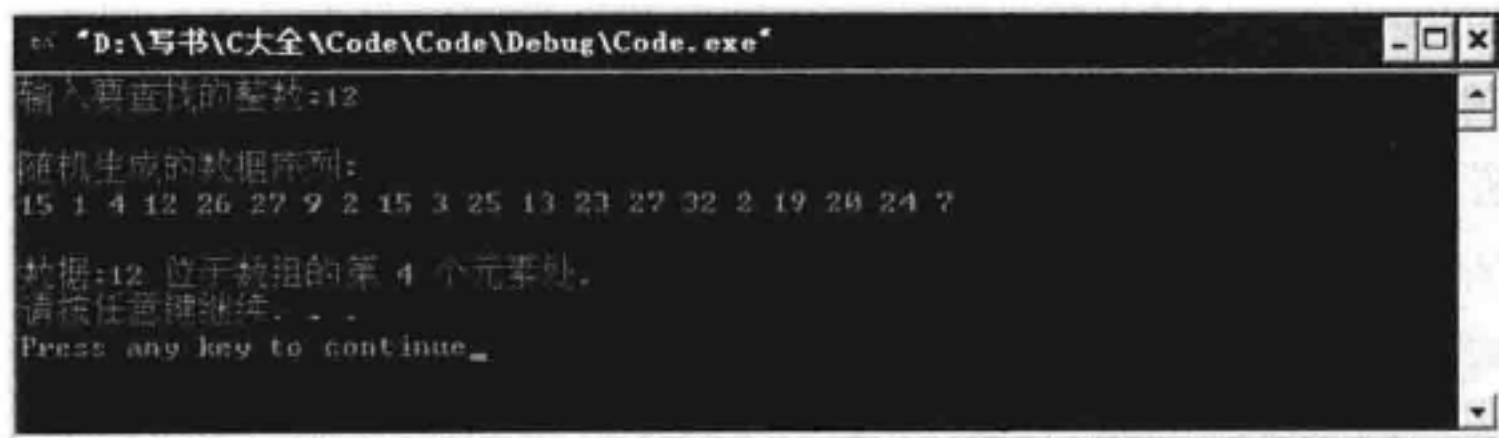 "D:\写书\C大全\Code\Code\Debug\Code.exe"
输入要查找的整数:12
随机生成的数据序列:
15 1 4 12 26 27 9 2 15 3 25 13 23 27 32 2 19 20 24 7
数据:12 位于数组的第 4 个元素处.
请按任意键继续. . .
Press any key to continue_